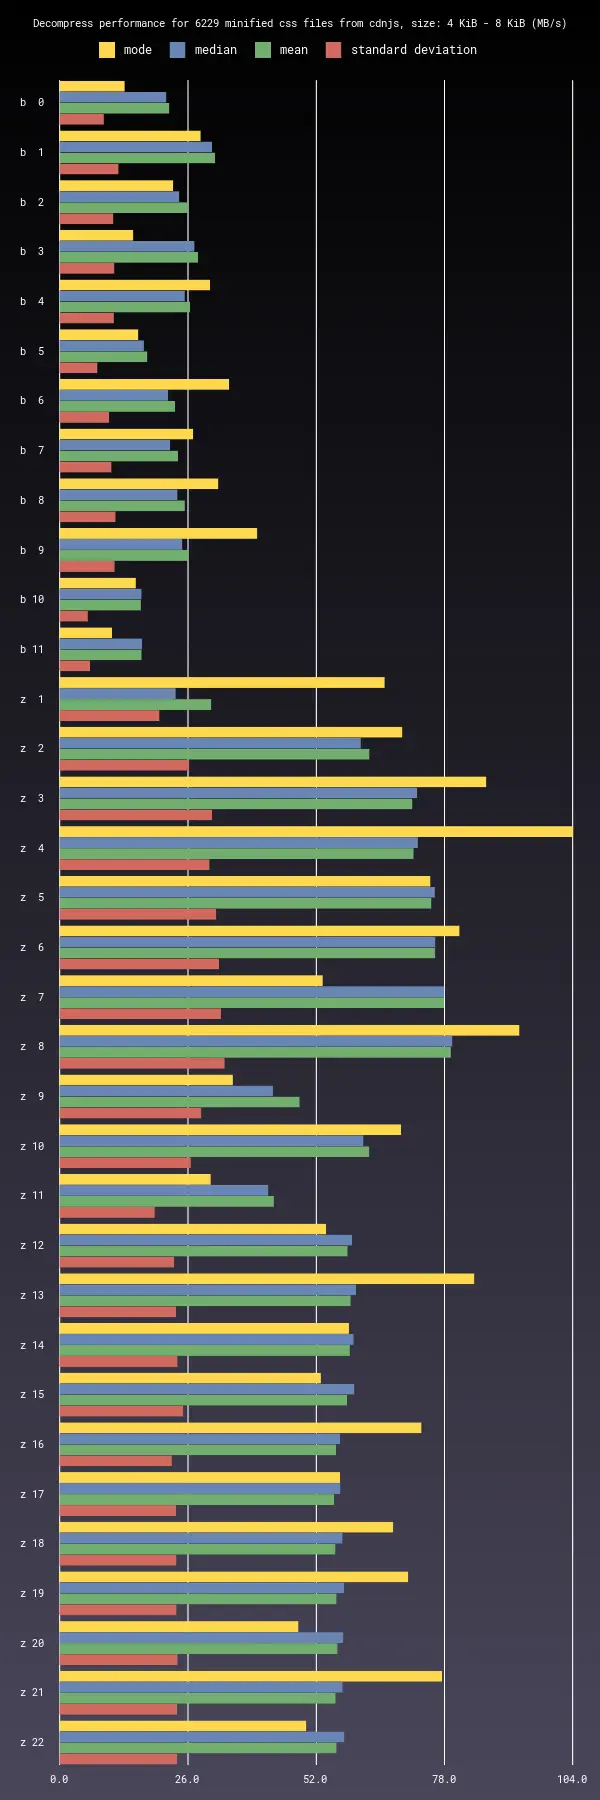 Decompress performance for 6229 minified css files from cdnjs, size: 4 KiB - 8 KiB (MB/s)
mode median mean standard deviation
b 0
b 1
b 2
b 3
b 4
b 5
b 6
b 7
b 8
b 9
b 10
b 11
z 1
z 2
z 3
z 4
z 5
z 6
z 7
z 8
z 9
z 10
z 11
z 12
z 13
z 14
z 15
z 16
z 17
z 18
z 19
z 20
z 21
z 22
0.0 26.0 52.0 78.0 104.0